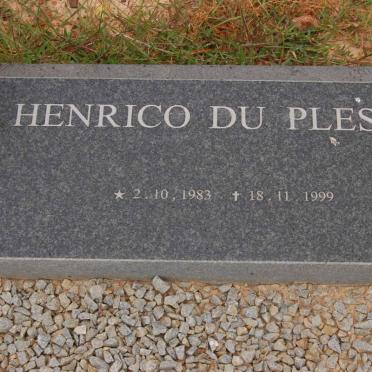 HENRICO DU PLES
★ 2.10.1983 ✝ 18.11.1999